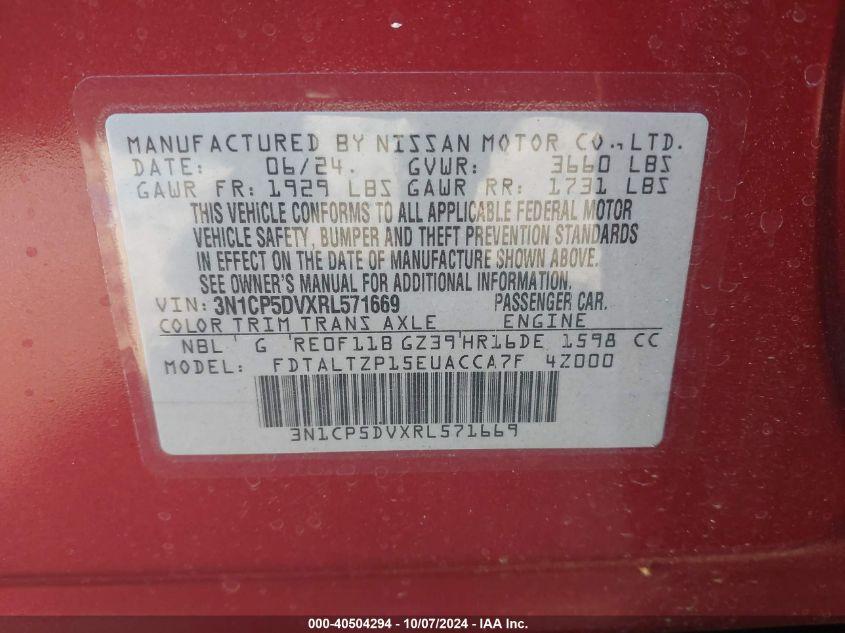 MANUFACTURED BY NISSAN MOTOR CO., LTD.
DATE: 06/24. GVWR: 3660 LBS
GAWR FR: 1929 LBS GAWR RR: 1731 LBS
THIS VEHICLE CONFORMS TO ALL APPLICABLE FEDERAL MOTOR
VEHICLE SAFETY, BUMPER AND THEFT PREVENTION STANDARDS
IN EFFECT ON THE DATE OF MANUFACTURE SHOWN ABOVE.
SEE OWNER'S MANUAL FOR ADDITIONAL INFORMATION.
VIN: 3N1CP5DVXRL571669 PASSENGER CAR.
COLOR TRIM TRANS AXLE ENGINE
NBL G RE0F11B GZ39 HR16DE 1598 CC
MODEL: FDTALTZP15EUACCA7F 4Z000
3N1CP5DVXRL571669
000-40504294 - 10/07/2024 - IAA Inc.